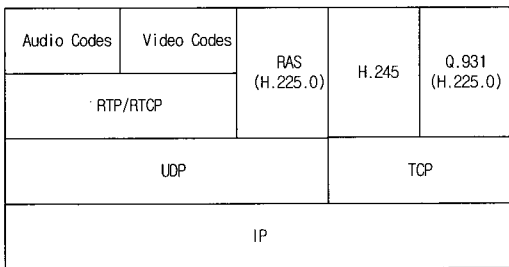 Audio Codes
Video Codes
RAS
(H.225.0)
H.245
Q.931
(H.225.0)
RTP/RTCP
UDP
TCP
IP